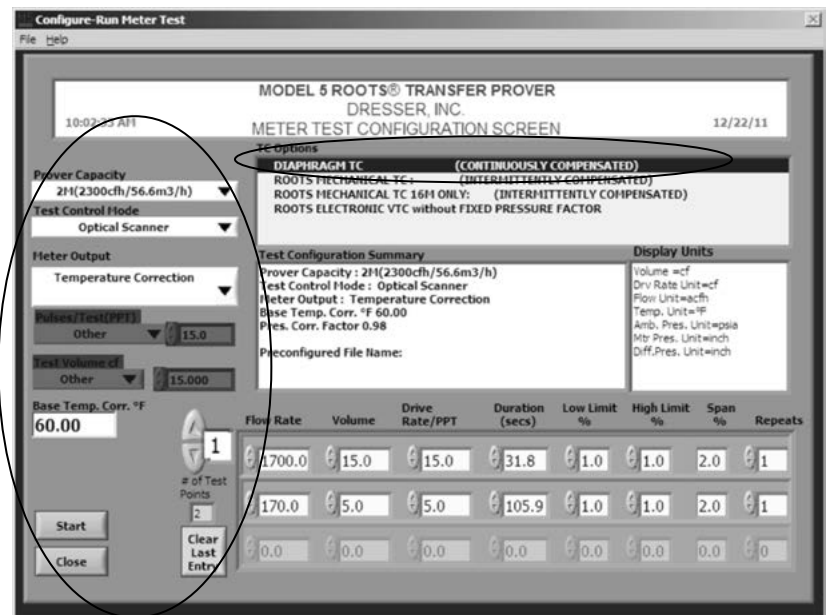 Configure-Run Meter Test
File Help
MODEL 5 ROOTS® TRANSFER PROVER
DRESSER, INC.
METER TEST CONFIGURATION SCREEN
10:02:33 AM
12/22/11
Prover Capacity
2M(2300cfh/56.6m3/h)
Test Control Mode
Optical Scanner
Meter Output
Temperature Correction
Pulses/Test(PPT)
Other 15.0
Test Volume cf
Other 15.000
Base Temp. Corr. °F
60.00
Start
Close
1
# of Test
Points
2
Clear
Last
Entry
TC Options
DIAPHRAGM TC (CONTINUOUSLY COMPENSATED)
ROOTS MECHANICAL TC : (INTERMITTENTLY COMPENSATED)
ROOTS MECHANICAL TC 16M ONLY: (INTERMITTENTLY COMPENSATED)
ROOTS ELECTRONIC VTC without FIXED PRESSURE FACTOR
Test Configuration Summary
Prover Capacity : 2M(2300cfh/56.6m3/h)
Test Control Mode : Optical Scanner
Meter Output : Temperature Correction
Base Temp. Corr. °F 60.00
Pres. Corr. Factor 0.98
Preconfigured File Name:
Display Units
Volume =cf
Drv Rate Unit=cf
Flow Unit=acfh
Temp. Unit=°F
Amb. Pres. Unit=psia
Mtr Pres. Unit=inch
Diff.Pres. Unit=inch
Flow Rate Volume Drive Rate/PPT Duration (secs) Low Limit % High Limit % Span % Repeats
1700.0 15.0 15.0 31.8 1.0 1.0 2.0 1
170.0 5.0 5.0 105.9 1.0 1.0 2.0 1
0.0 0.0 0.0 0.0 0.0 0.0 0.0 0